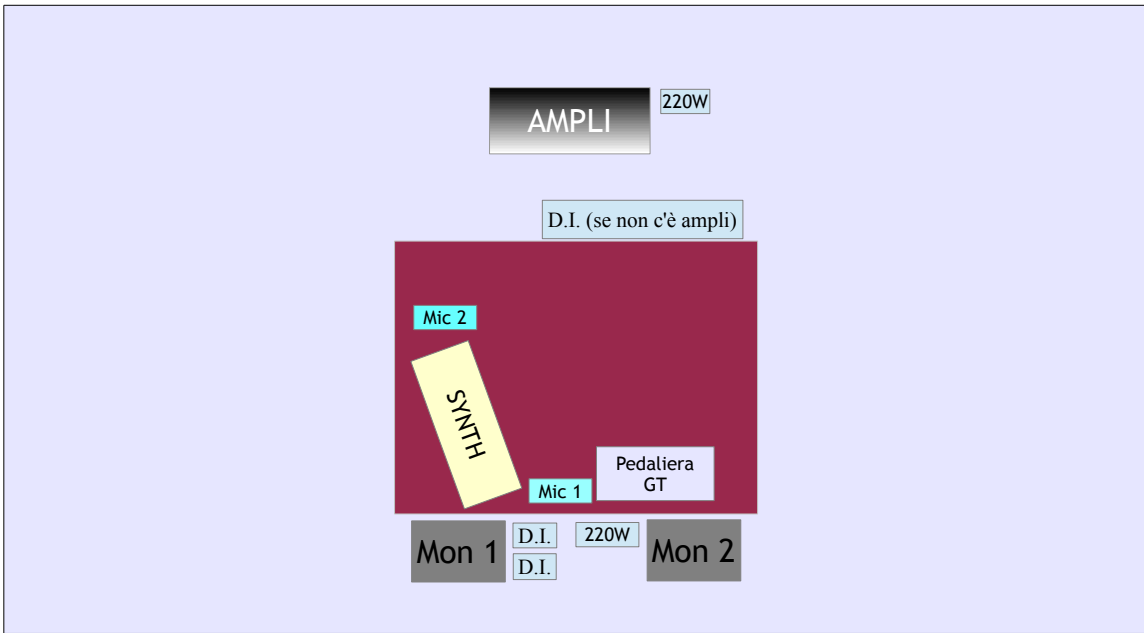 AMPLI
220W
D.I. (se non c'è ampli)
Mic 2
SYNTH
Pedaliera
GT
Mic 1
Mon 1
D.I.
D.I.
220W
Mon 2